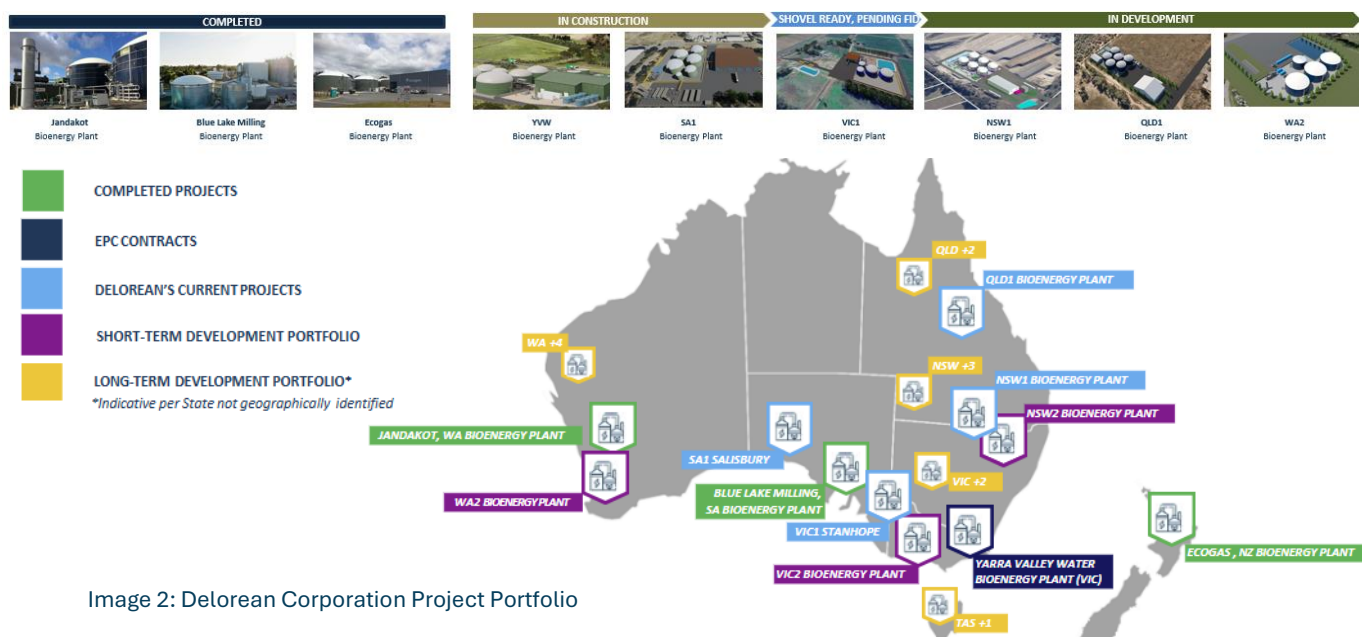 COMPLETED
IN CONSTRUCTION
SHOVEL READY, PENDING FID
IN DEVELOPMENT
Jandakot
Bioenergy Plant
Blue Lake Milling
Bioenergy Plant
Ecogas
Bioenergy Plant
YVW
Bioenergy Plant
SA1
Bioenergy Plant
VIC1
Bioenergy Plant
NSW1
Bioenergy Plant
QLD1
Bioenergy Plant
WA2
Bioenergy Plant
COMPLETED PROJECTS
EPC CONTRACTS
DELOREAN'S CURRENT PROJECTS
SHORT-TERM DEVELOPMENT PORTFOLIO
LONG-TERM DEVELOPMENT PORTFOLIO*
*Indicative per State not geographically identified
QLD +2
QLD1 BIOENERGY PLANT
WA +4
NSW +3
NSW1 BIOENERGY PLANT
NSW2 BIOENERGY PLANT
JANDAKOT, WA BIOENERGY PLANT
SA1 SALISBURY
WA2 BIOENERGY PLANT
BLUE LAKE MILLING,
SA BIOENERGY PLANT
VIC +2
VIC1 STANHOPE
VIC2 BIOENERGY PLANT
YARRA VALLEY WATER
BIOENERGY PLANT (VIC)
ECOGAS , NZ BIOENERGY PLANT
TAS +1
Image 2: Delorean Corporation Project Portfolio